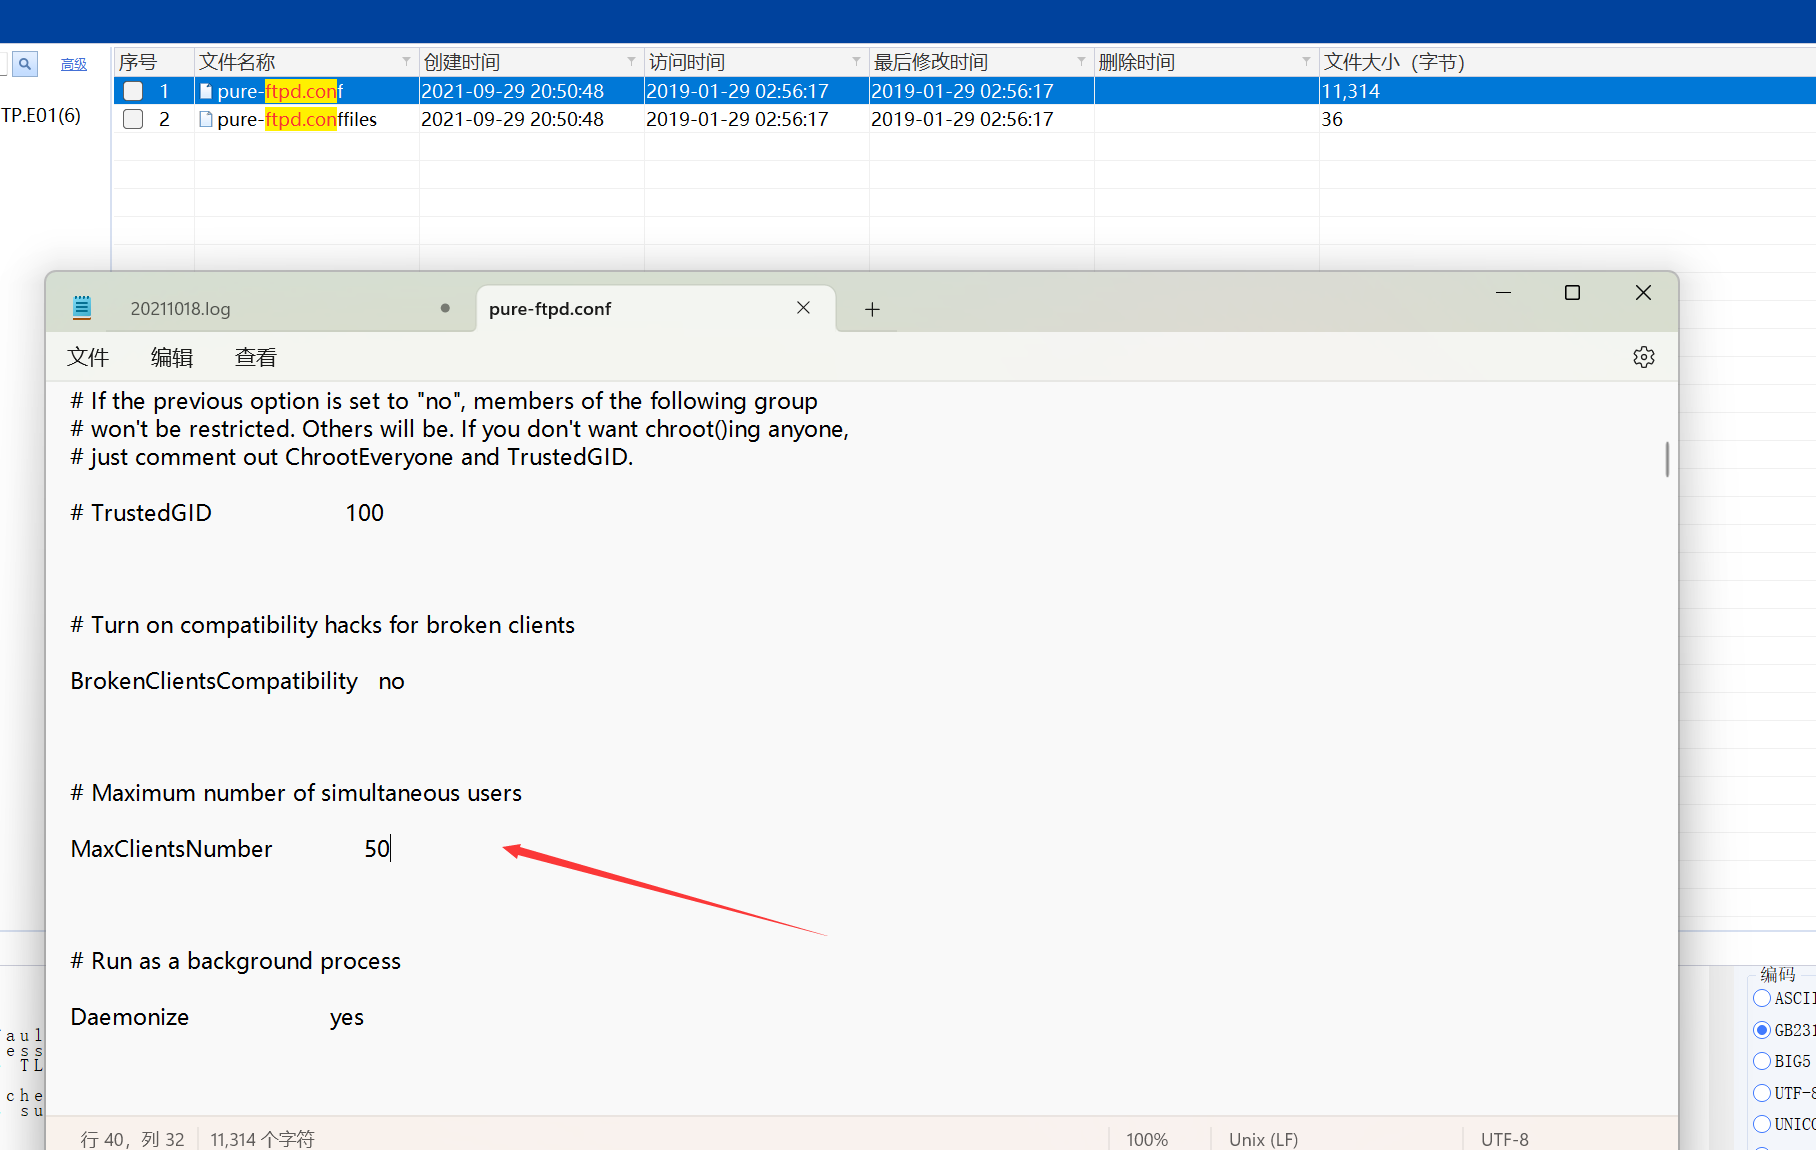 高级
序号 文件名称 创建时间 访问时间 最后修改时间 删除时间 文件大小（字节）
1 pure-ftpd.conf 2021-09-29 20:50:48 2019-01-29 02:56:17 2019-01-29 02:56:17 11,314
TP.E01(6)
2 pure-ftpd.conffiles 2021-09-29 20:50:48 2019-01-29 02:56:17 2019-01-29 02:56:17 36
20211018.log pure-ftpd.conf
文件 编辑 查看
# If the previous option is set to "no", members of the following group
# won't be restricted. Others will be. If you don't want chroot()ing anyone,
# just comment out ChrootEveryone and TrustedGID.
# TrustedGID 100
# Turn on compatibility hacks for broken clients
BrokenClientsCompatibility no
# Maximum number of simultaneous users
MaxClientsNumber 50
# Run as a background process
Daemonize yes
行 40，列 32 11,314 个字符 100% Unix (LF) UTF-8
aul
ess
TL
che
su
编码
ASCII
GB231
BIG5
UTF-8
UNICO